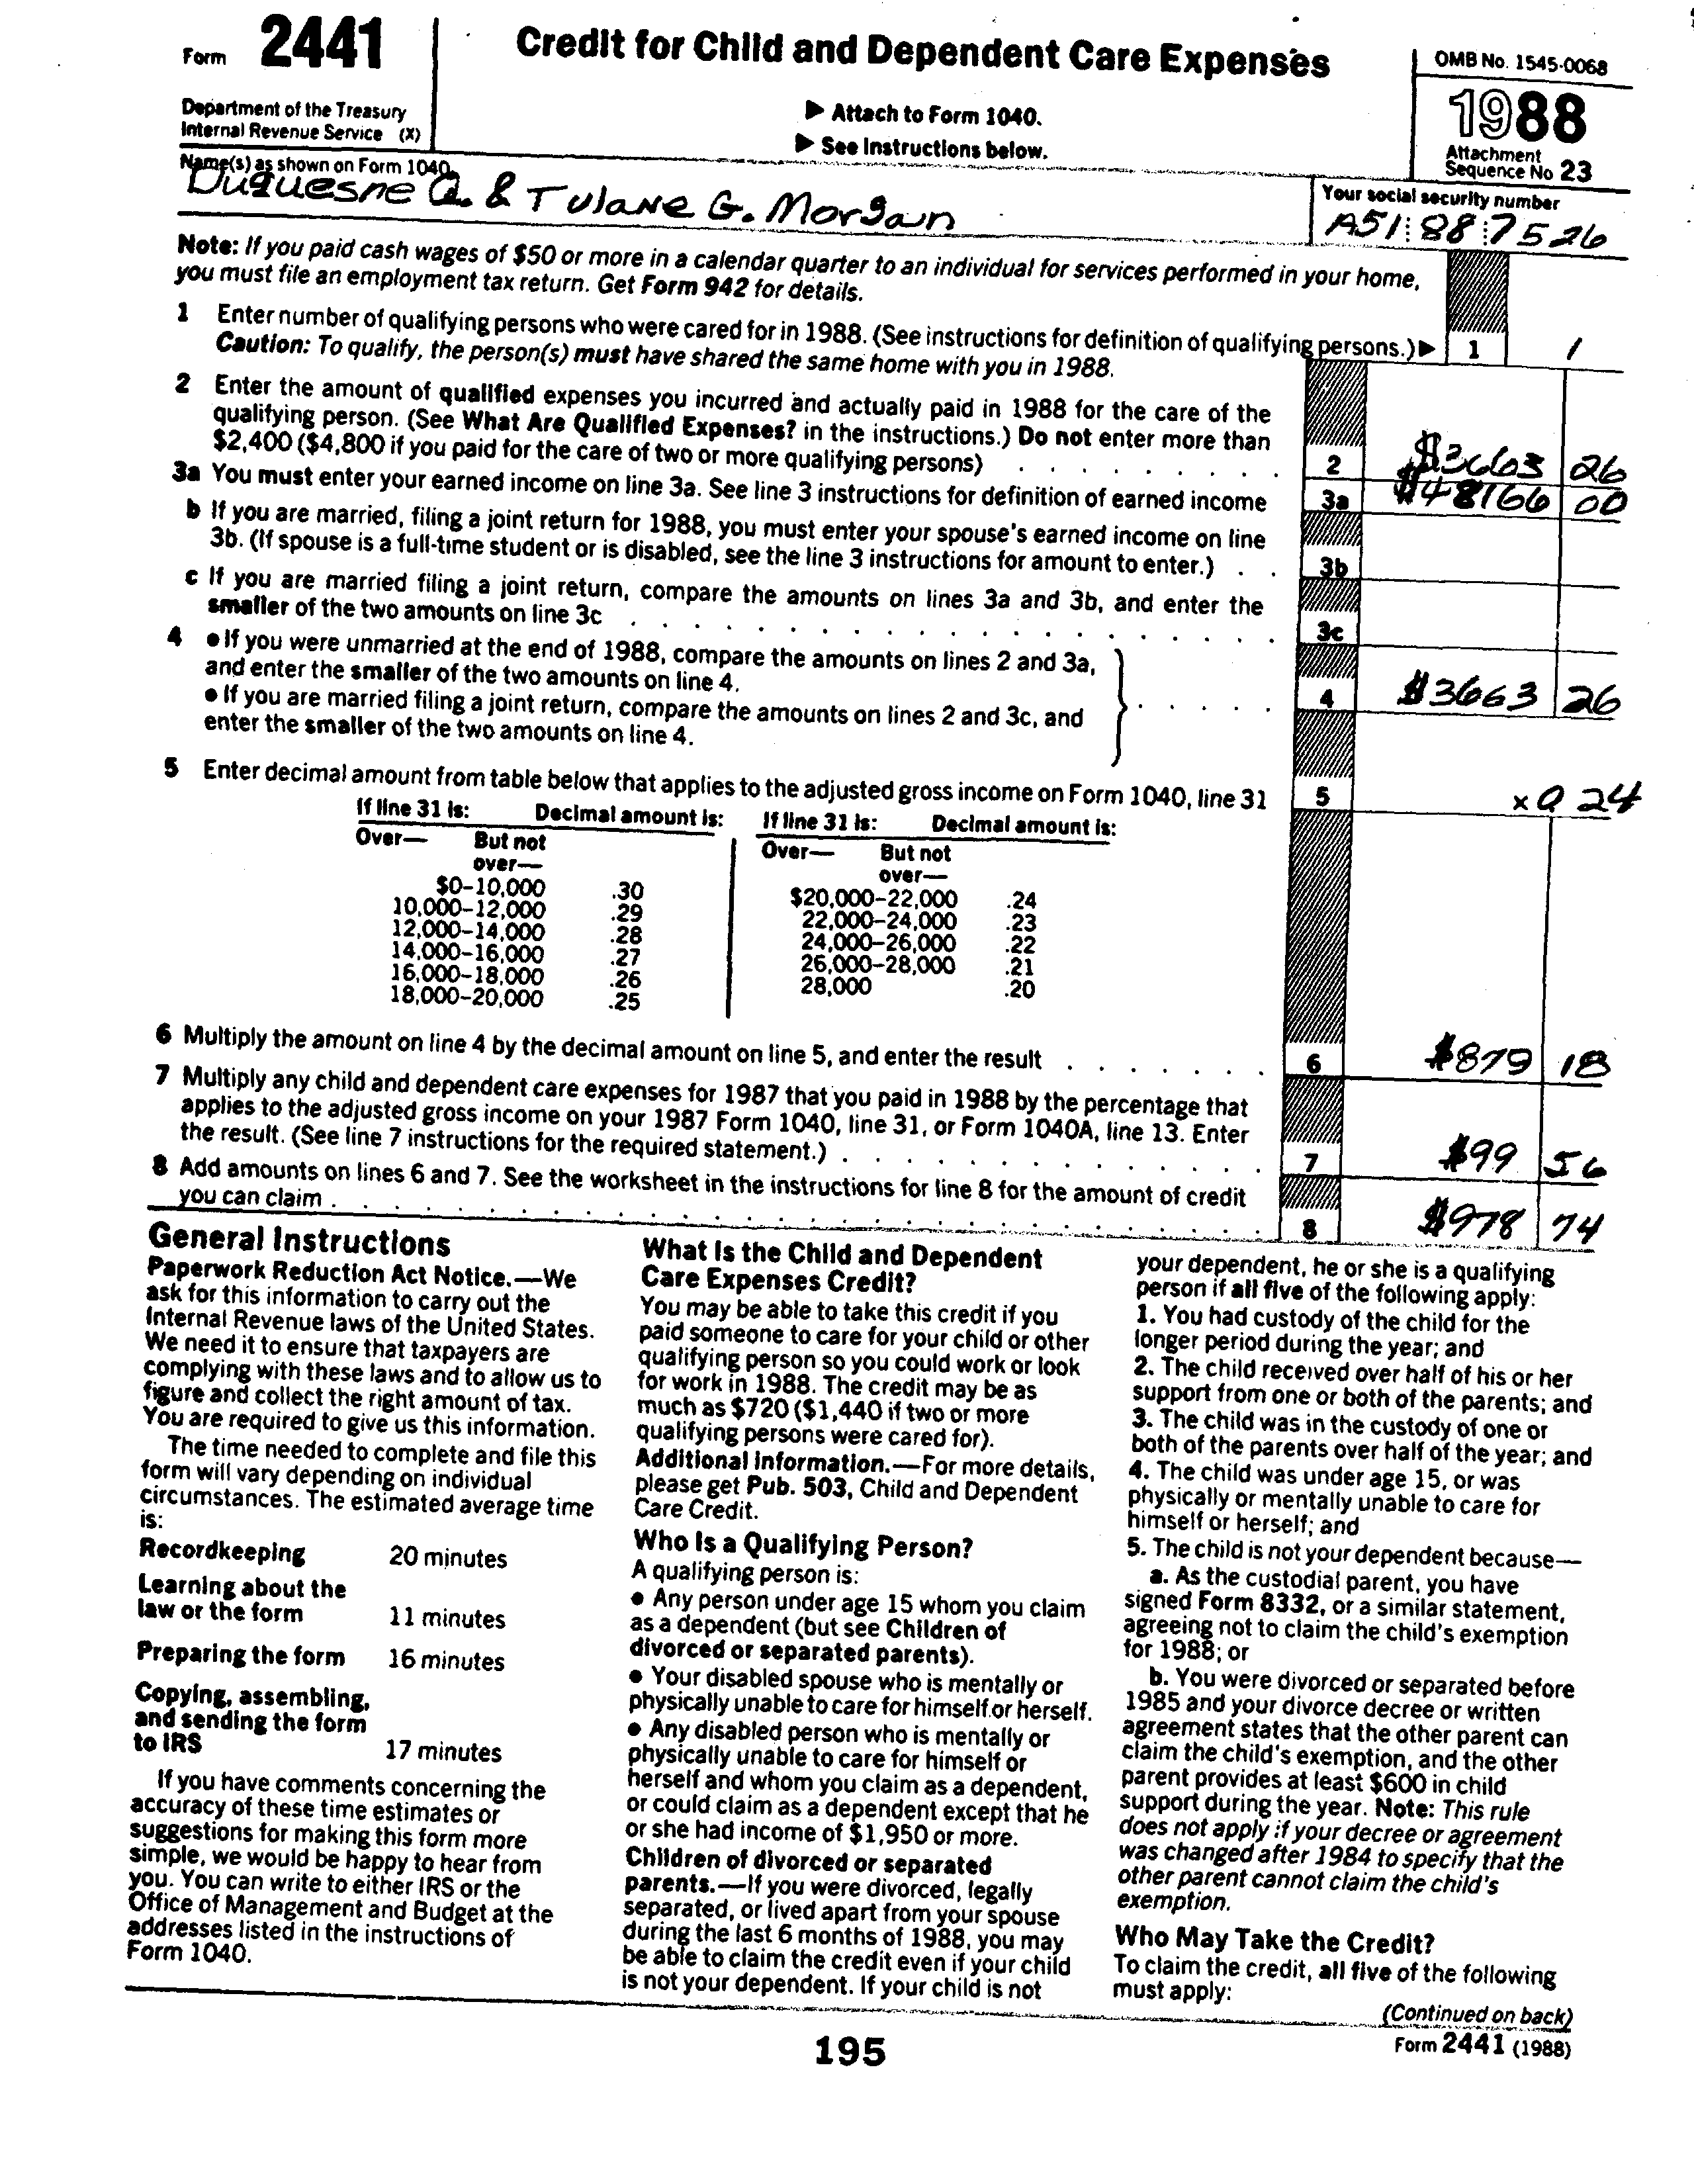 Form 2441
Credit for Child and Dependent Care Expenses
OMB No. 1545-0068
1988
Department of the Treasury
Internal Revenue Service (X)
▶ Attach to Form 1040.
▶ See Instructions below.
Attachment
Sequence No 23
Name(s) as shown on Form 1040
Duquesne Q. & Tulane G. Morgan
Your social security number
A51 88 7526
Note: If you paid cash wages of $50 or more in a calendar quarter to an individual for services performed in your home,
you must file an employment tax return. Get Form 942 for details.
1 Enter number of qualifying persons who were cared for in 1988. (See instructions for definition of qualifying persons.) ▶ 1 1
Caution: To qualify, the person(s) must have shared the same home with you in 1988.
2 Enter the amount of qualified expenses you incurred and actually paid in 1988 for the care of the
qualifying person. (See What Are Qualified Expenses? in the instructions.) Do not enter more than
$2,400 ($4,800 if you paid for the care of two or more qualifying persons) . . . . . . . . . 2 $3663 26
3a You must enter your earned income on line 3a. See line 3 instructions for definition of earned income 3a $48166 00
b If you are married, filing a joint return for 1988, you must enter your spouse's earned income on line
3b. (If spouse is a full-time student or is disabled, see the line 3 instructions for amount to enter.) . . 3b
c If you are married filing a joint return, compare the amounts on lines 3a and 3b, and enter the
smaller of the two amounts on line 3c . . . . . . . . . . . . . . . . . . . . . 3c
4 ● If you were unmarried at the end of 1988, compare the amounts on lines 2 and 3a,
and enter the smaller of the two amounts on line 4.
● If you are married filing a joint return, compare the amounts on lines 2 and 3c, and
enter the smaller of the two amounts on line 4.
. . . . . 4 $3663 26
5 Enter decimal amount from table below that applies to the adjusted gross income on Form 1040, line 31 5 x 0 24
If line 31 is: Decimal amount is: If line 31 is: Decimal amount is:
Over— But not over— Over— But not over—
$0–10,000 .30 $20,000–22,000 .24
10,000–12,000 .29 22,000–24,000 .23
12,000–14,000 .28 24,000–26,000 .22
14,000–16,000 .27 26,000–28,000 .21
16,000–18,000 .26 28,000 .20
18,000–20,000 .25
6 Multiply the amount on line 4 by the decimal amount on line 5, and enter the result . . . . . . . 6 $879 18
7 Multiply any child and dependent care expenses for 1987 that you paid in 1988 by the percentage that
applies to the adjusted gross income on your 1987 Form 1040, line 31, or Form 1040A, line 13. Enter
the result. (See line 7 instructions for the required statement.) . . . . . . . . . . . . . . 7 $99 56
8 Add amounts on lines 6 and 7. See the worksheet in the instructions for line 8 for the amount of credit
you can claim . . . . . . . . . . . . . . . . . . . . . . . . . . . . . . 8 $978 74
General Instructions
Paperwork Reduction Act Notice.—We
ask for this information to carry out the
Internal Revenue laws of the United States.
We need it to ensure that taxpayers are
complying with these laws and to allow us to
figure and collect the right amount of tax.
You are required to give us this information.
The time needed to complete and file this
form will vary depending on individual
circumstances. The estimated average time
is:
Recordkeeping 20 minutes
Learning about the
law or the form 11 minutes
Preparing the form 16 minutes
Copying, assembling,
and sending the form
to IRS 17 minutes
If you have comments concerning the
accuracy of these time estimates or
suggestions for making this form more
simple, we would be happy to hear from
you. You can write to either IRS or the
Office of Management and Budget at the
addresses listed in the instructions of
Form 1040.
What Is the Child and Dependent
Care Expenses Credit?
You may be able to take this credit if you
paid someone to care for your child or other
qualifying person so you could work or look
for work in 1988. The credit may be as
much as $720 ($1,440 if two or more
qualifying persons were cared for).
Additional Information.—For more details,
please get Pub. 503, Child and Dependent
Care Credit.
Who Is a Qualifying Person?
A qualifying person is:
● Any person under age 15 whom you claim
as a dependent (but see Children of
divorced or separated parents).
● Your disabled spouse who is mentally or
physically unable to care for himself or herself.
● Any disabled person who is mentally or
physically unable to care for himself or
herself and whom you claim as a dependent,
or could claim as a dependent except that he
or she had income of $1,950 or more.
Children of divorced or separated
parents.—If you were divorced, legally
separated, or lived apart from your spouse
during the last 6 months of 1988, you may
be able to claim the credit even if your child
is not your dependent. If your child is not
your dependent, he or she is a qualifying
person if all five of the following apply:
1. You had custody of the child for the
longer period during the year; and
2. The child received over half of his or her
support from one or both of the parents; and
3. The child was in the custody of one or
both of the parents over half of the year; and
4. The child was under age 15, or was
physically or mentally unable to care for
himself or herself; and
5. The child is not your dependent because—
a. As the custodial parent, you have
signed Form 8332, or a similar statement,
agreeing not to claim the child's exemption
for 1988; or
b. You were divorced or separated before
1985 and your divorce decree or written
agreement states that the other parent can
claim the child's exemption, and the other
parent provides at least $600 in child
support during the year. Note: This rule
does not apply if your decree or agreement
was changed after 1984 to specify that the
other parent cannot claim the child's
exemption.
Who May Take the Credit?
To claim the credit, all five of the following
must apply:
(Continued on back)
195
Form 2441 (1988)